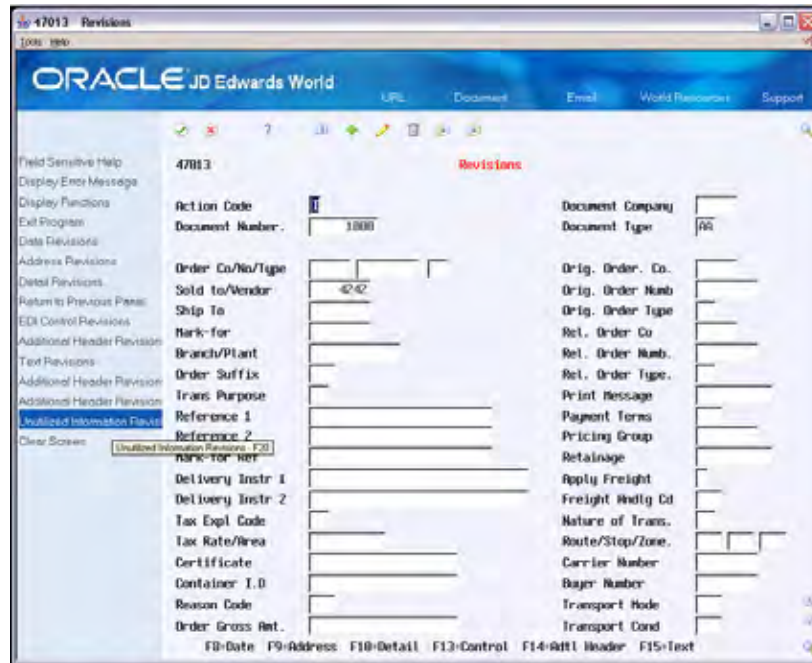 47013 Revisions
Tools Help
ORACLE JD Edwards World
URL Document Email World Resources Support
?
Field Sensitive Help
Display Error Message
Display Functions
Exit Program
Data Revisions
Address Revisions
Detail Revisions
Return to Previous Panel
EDI Control Revisions
Additional Header Revision
Text Revisions
Additional Header Revision
Additional Header Revision
Unutilized Information Revisi
Clear Screen
Unutilized Information Revisions - F20
47013 Revisions
Action Code I Document Company
Document Number. 1000 Document Type AA
Order Co/No/Type Orig. Order. Co.
Sold to/Vendor 4242 Orig. Order Numb
Ship To Orig. Order Type
Mark-for Rel. Order Co
Branch/Plant Rel. Order Numb.
Order Suffix Rel. Order Type.
Trans Purpose Print Message
Reference 1 Payment Terms
Reference 2 Pricing Group
Mark-for Ref Retainage
Delivery Instr 1 Apply Freight
Delivery Instr 2 Freight Hndlg Cd
Tax Expl Code Nature of Trans.
Tax Rate/Area Route/Stop/Zone.
Certificate Carrier Number
Container I.D Buyer Number
Reason Code Transport Mode
Order Gross Amt. Transport Cond
F8=Date F9=Address F10=Detail F13=Control F14=Adtl Header F15=Text